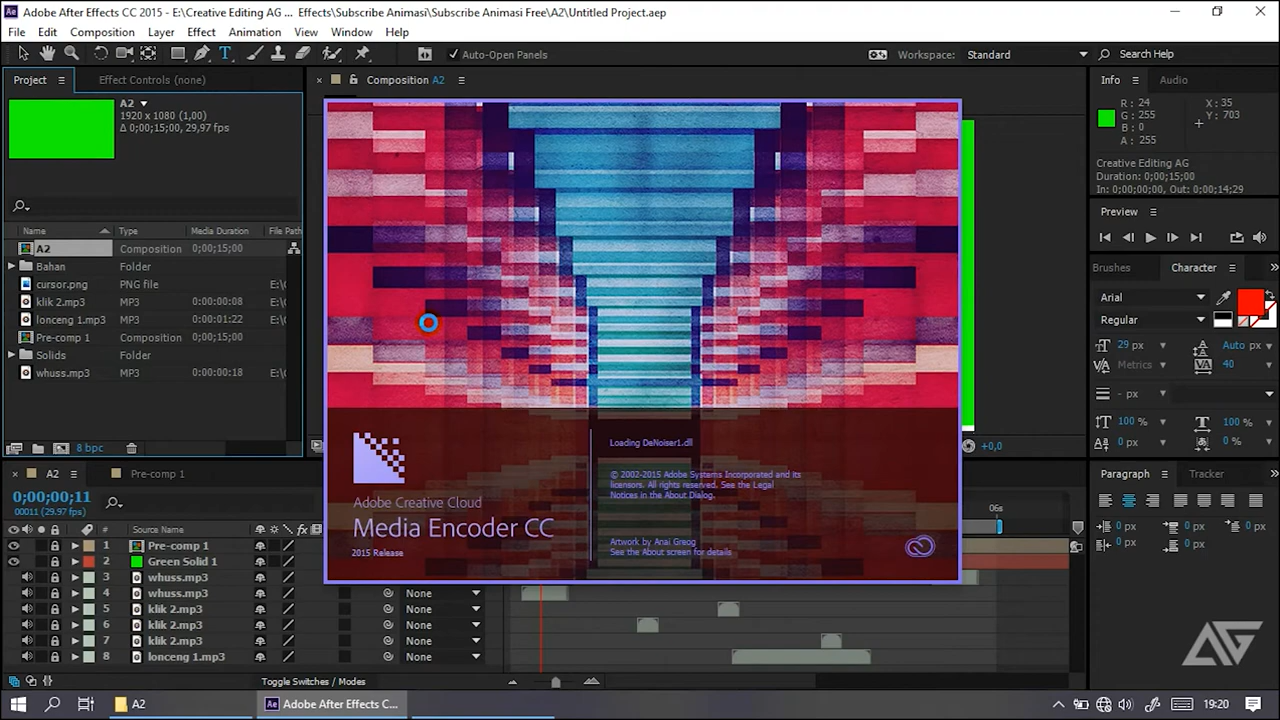 Adobe After Effects CC 2015 - E:\Creative Editing AG ... Effects\Subscribe Animasi\Subscribe Animasi Free\A2\Untitled Project.aep
File Edit Composition Layer Effect Animation View Window Help
Auto-Open Panels Workspace: Standard Search Help
Project Effect Controls (none) Composition A2 Info Audio
A2
1920 x 1080 (1,00)
Δ 0;00;15;00, 29,97 fps
R : 24 X : 35
G : 255 Y : 703
B : 0
A : 255
Creative Editing AG
Duration: 0;00;15;00
In: 0;00;00;00, Out: 0;00;14;29
Preview
Name Type Media Duration File Path
A2 Composition 0;00;15;00
Bahan Folder
cursor.png PNG file E:\
klik 2.mp3 MP3 0:00:00:08
lonceng 1.mp3 MP3 0:00:01:22 E:\
Pre-comp 1 Composition 0;00;15;00
Solids Folder
whuss.mp3 MP3 0:00:00:18
8 bpc
Brushes Character
Arial
Regular
29 px Auto px
Metrics 40
- px
100 % 100 %
0 px 0 %
+0,0
Loading DeNoiser1.dll
© 2002-2015 Adobe Systems Incorporated and its
licensors. All rights reserved. See the Legal
Notices in the About Dialog.
Adobe Creative Cloud
Media Encoder CC
2015 Release
Artwork by Anai Greog
See the About screen for details
Paragraph Tracker
0 px 0 px 0 px
0 px 0 px
A2 Pre-comp 1
0;00;00;11
00011 (29.97 fps)
06s
# Source Name
1 Pre-comp 1
2 Green Solid 1
3 whuss.mp3
4 whuss.mp3 None
5 klik 2.mp3 None
6 klik 2.mp3 None
7 klik 2.mp3 None
8 lonceng 1.mp3 None
Toggle Switches / Modes
AG
A2 Adobe After Effects C... 19:20